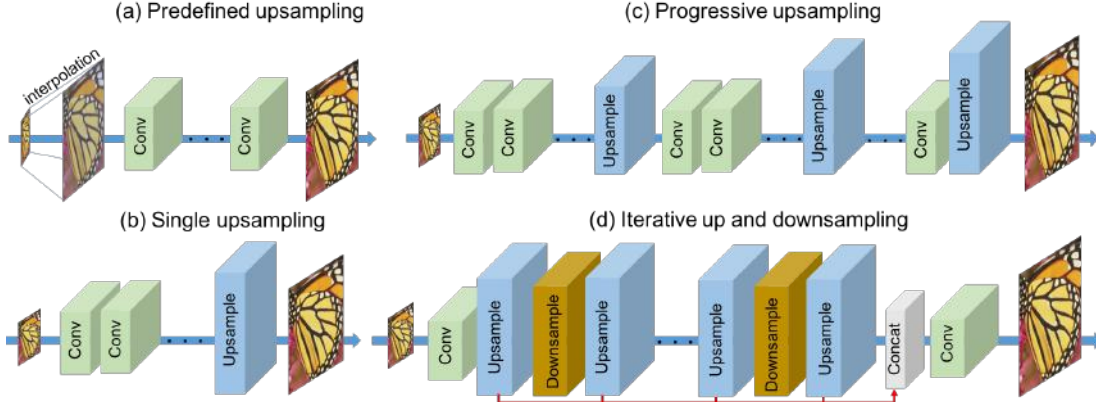 (a) Predefined upsampling
interpolation
Conv
Conv
(b) Single upsampling
Conv
Conv
Upsample
(c) Progressive upsampling
Conv
Conv
Upsample
Conv
Conv
Upsample
Conv
Upsample
(d) Iterative up and downsampling
Conv
Upsample
Downsample
Upsample
Upsample
Downsample
Upsample
Concat
Conv